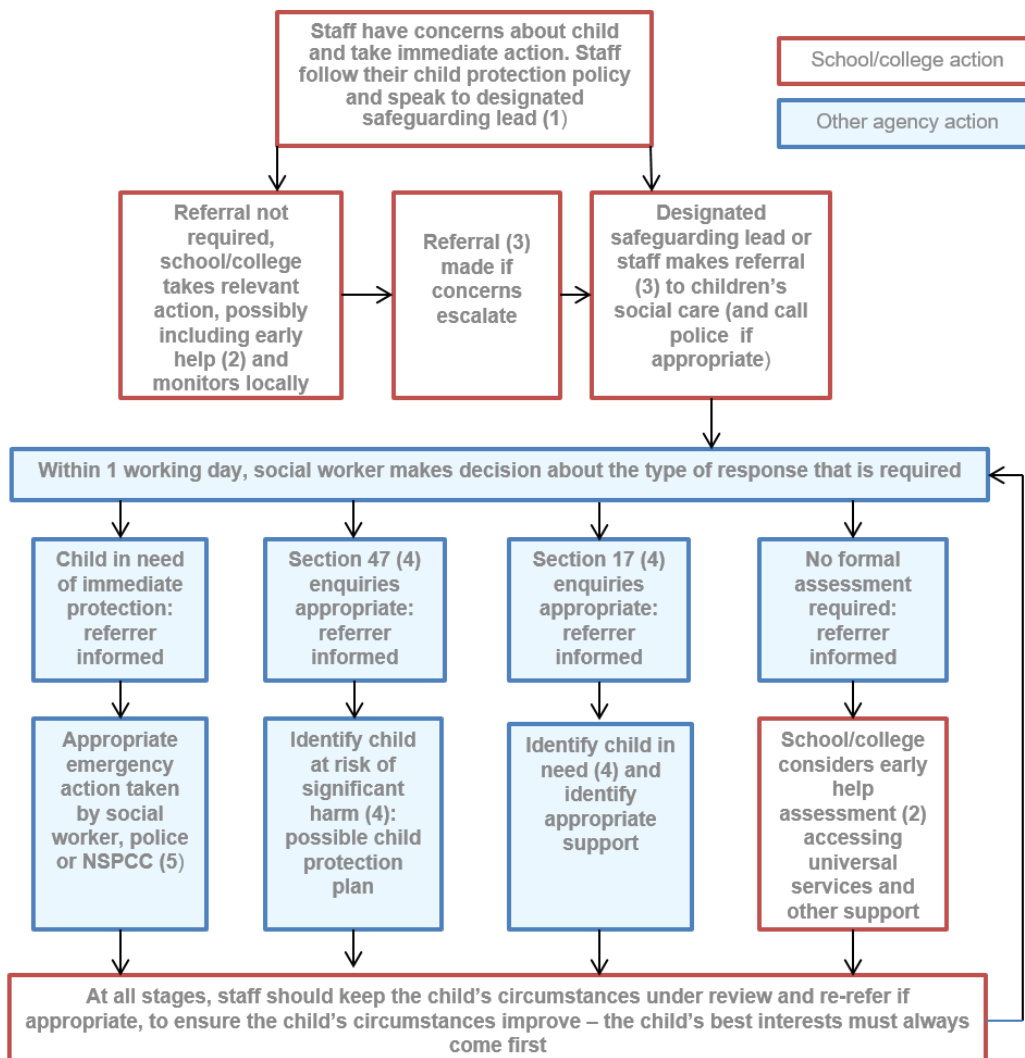 Staff have concerns about child
and take immediate action. Staff
follow their child protection policy
and speak to designated
safeguarding lead (1)
School/college action
Other agency action
Referral not
required,
school/college
takes relevant
action, possibly
including early
help (2) and
monitors locally
Referral (3)
made if
concerns
escalate
Designated
safeguarding lead or
staff makes referral
(3) to children’s
social care (and call
police if
appropriate)
Within 1 working day, social worker makes decision about the type of response that is required
Child in need
of immediate
protection:
referrer
informed
Section 47 (4)
enquiries
appropriate:
referrer
informed
Section 17 (4)
enquiries
appropriate:
referrer
informed
No formal
assessment
required:
referrer
informed
Appropriate
emergency
action taken
by social
worker, police
or NSPCC (5)
Identify child
at risk of
significant
harm (4):
possible child
protection
plan
Identify child in
need (4) and
identify
appropriate
support
School/college
considers early
help
assessment (2)
accessing
universal
services and
other support
At all stages, staff should keep the child’s circumstances under review and re-refer if
appropriate, to ensure the child’s circumstances improve – the child’s best interests must always
come first